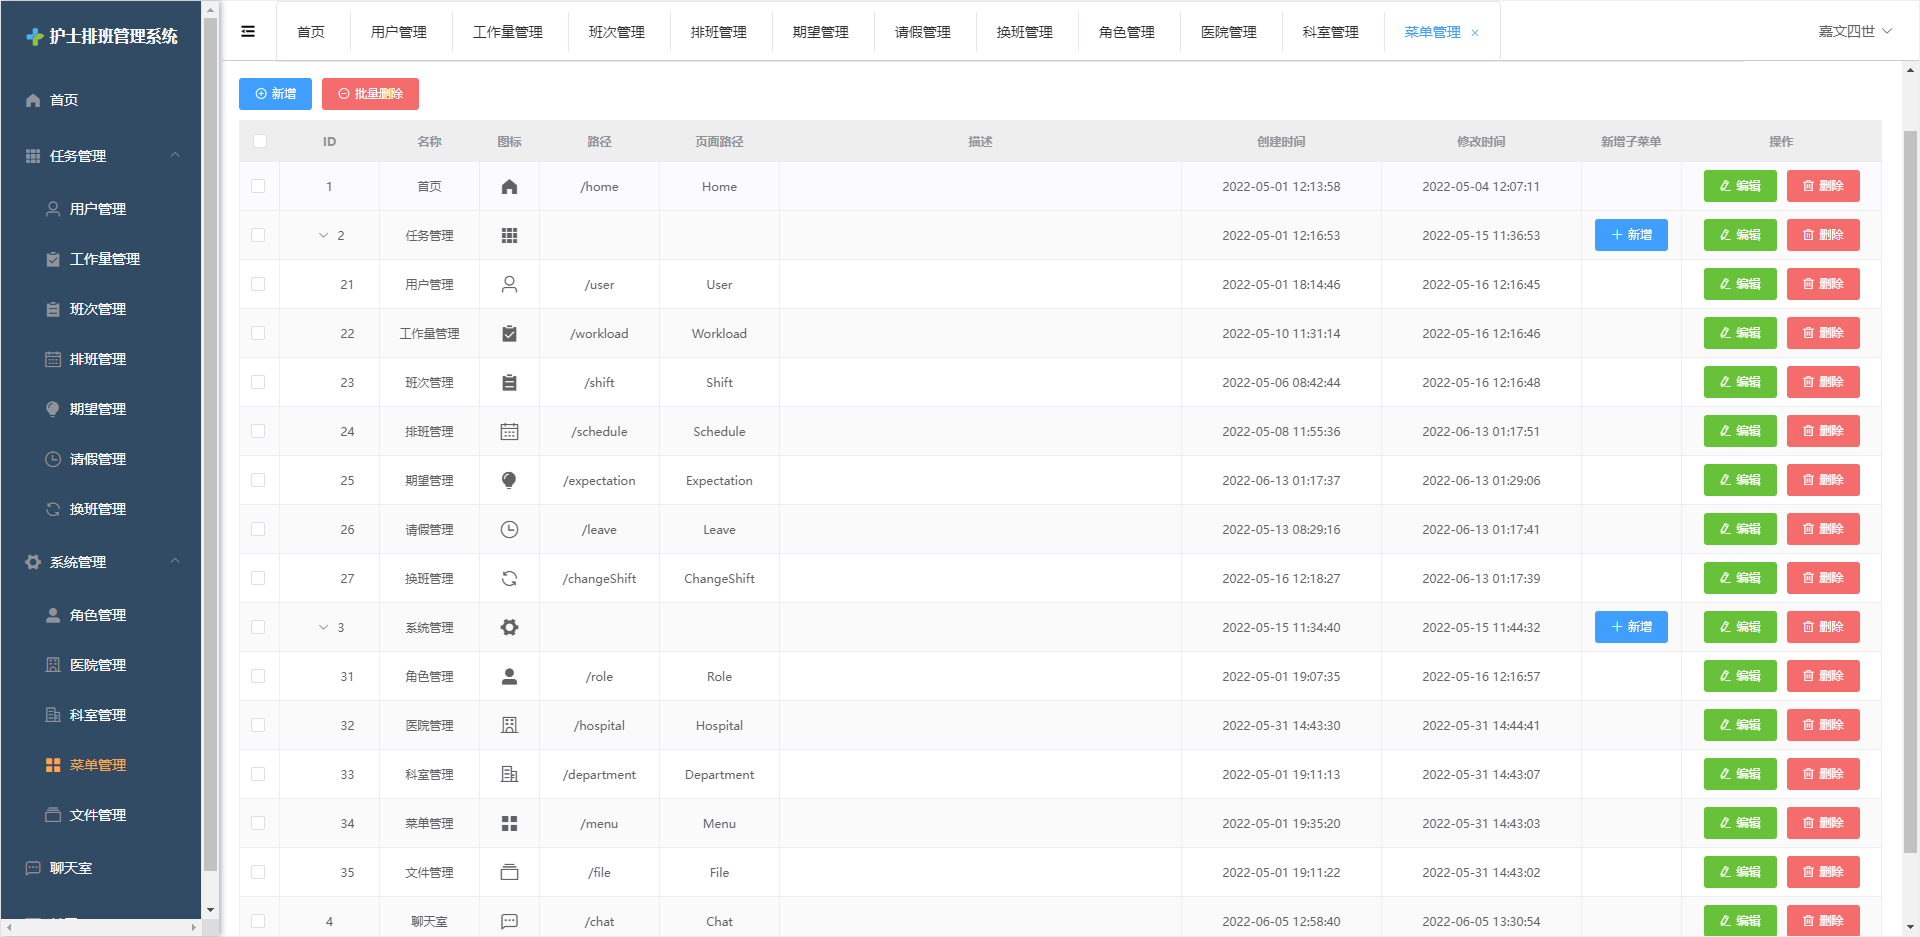 护士排班管理系统
首页
任务管理
用户管理
工作量管理
班次管理
排班管理
期望管理
请假管理
换班管理
系统管理
角色管理
医院管理
科室管理
菜单管理
文件管理
聊天室
首页 用户管理 工作量管理 班次管理 排班管理 期望管理 请假管理 换班管理 角色管理 医院管理 科室管理 菜单管理 × 嘉文四世
新增 批量删除
ID 名称 图标 路径 页面路径 描述 创建时间 修改时间 新增子菜单 操作
1 首页 /home Home 2022-05-01 12:13:58 2022-05-04 12:07:11 编辑 删除
2 任务管理 2022-05-01 12:16:53 2022-05-15 11:36:53 新增 编辑 删除
21 用户管理 /user User 2022-05-01 18:14:46 2022-05-16 12:16:45 编辑 删除
22 工作量管理 /workload Workload 2022-05-10 11:31:14 2022-05-16 12:16:46 编辑 删除
23 班次管理 /shift Shift 2022-05-06 08:42:44 2022-05-16 12:16:48 编辑 删除
24 排班管理 /schedule Schedule 2022-05-08 11:55:36 2022-06-13 01:17:51 编辑 删除
25 期望管理 /expectation Expectation 2022-06-13 01:17:37 2022-06-13 01:29:06 编辑 删除
26 请假管理 /leave Leave 2022-05-13 08:29:16 2022-06-13 01:17:41 编辑 删除
27 换班管理 /changeShift ChangeShift 2022-05-16 12:18:27 2022-06-13 01:17:39 编辑 删除
3 系统管理 2022-05-15 11:34:40 2022-05-15 11:44:32 新增 编辑 删除
31 角色管理 /role Role 2022-05-01 19:07:35 2022-05-16 12:16:57 编辑 删除
32 医院管理 /hospital Hospital 2022-05-31 14:43:30 2022-05-31 14:44:41 编辑 删除
33 科室管理 /department Department 2022-05-01 19:11:13 2022-05-31 14:43:07 编辑 删除
34 菜单管理 /menu Menu 2022-05-01 19:35:20 2022-05-31 14:43:03 编辑 删除
35 文件管理 /file File 2022-05-01 19:11:22 2022-05-31 14:43:02 编辑 删除
4 聊天室 /chat Chat 2022-06-05 12:58:40 2022-06-05 13:30:54 编辑 删除